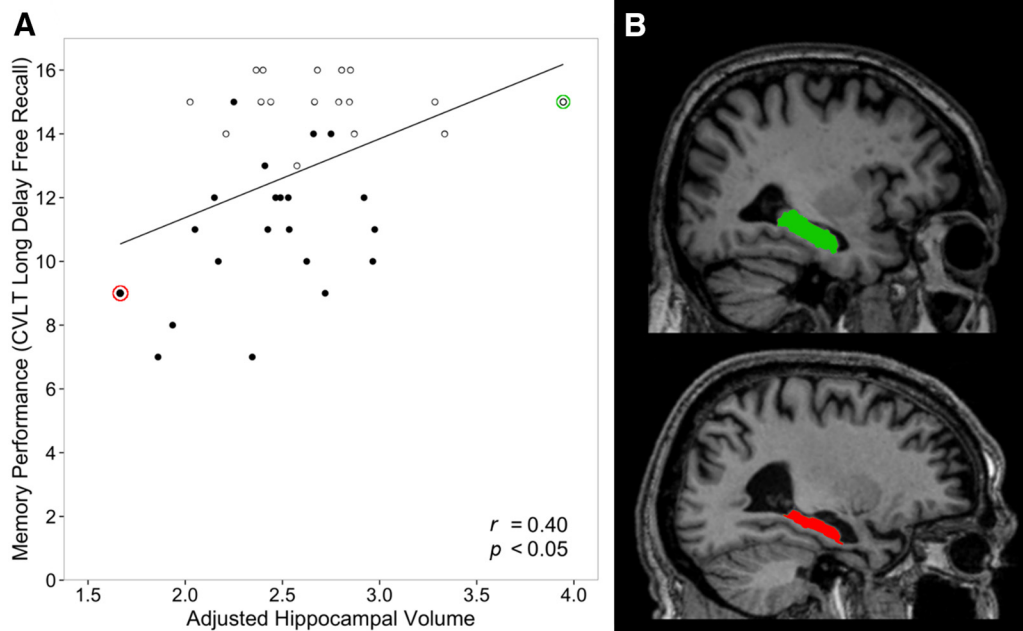 A
B
Memory Performance (CVLT Long Delay Free Recall)
16
14
12
10
8
6
4
2
0
r = 0.40
p < 0.05
1.5 2.0 2.5 3.0 3.5 4.0
Adjusted Hippocampal Volume